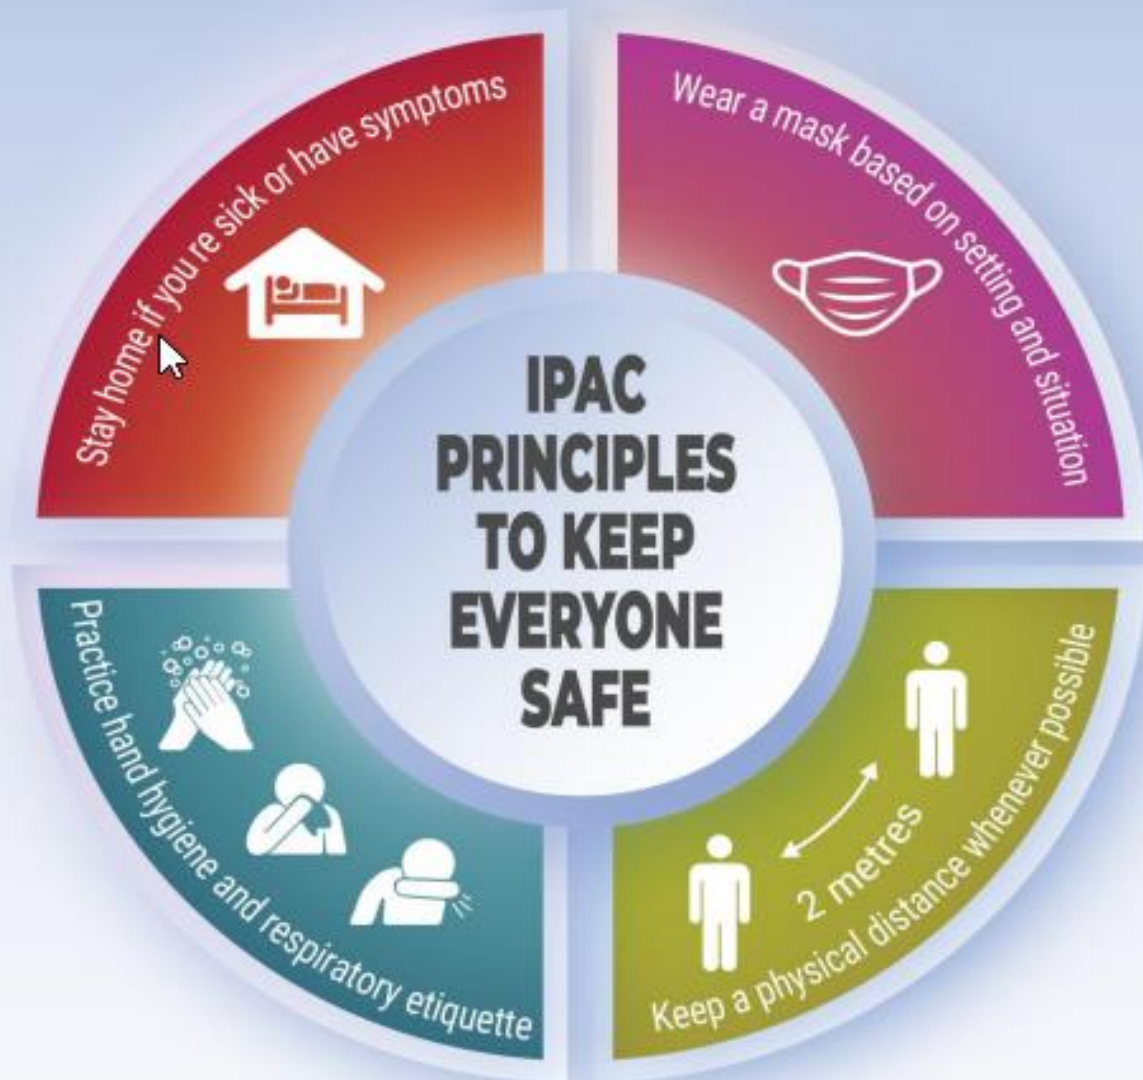 Stay home if you're sick or have symptoms
Wear a mask based on setting and situation
IPAC
PRINCIPLES
TO KEEP
EVERYONE
SAFE
Practice hand hygiene and respiratory etiquette
2 metres
Keep a physical distance whenever possible